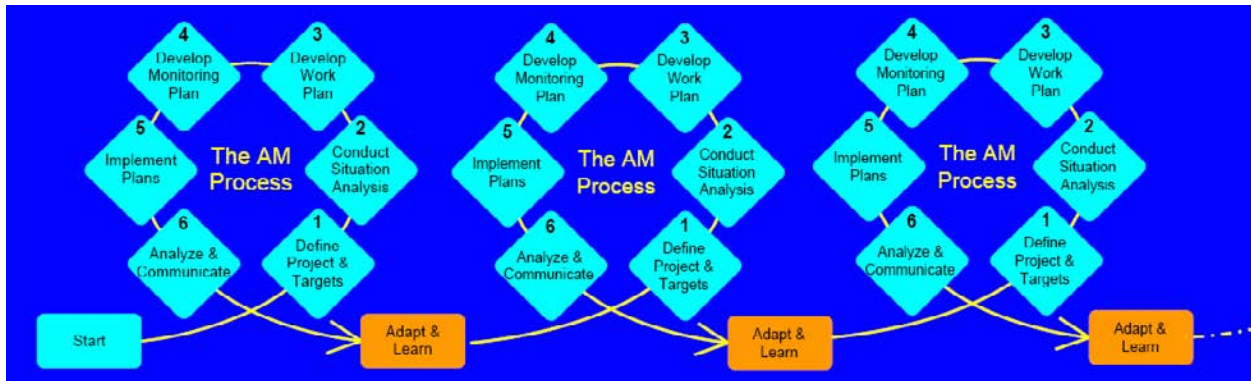 4
Develop
Monitoring
Plan
3
Develop
Work
Plan
5
Implement
Plans
The AM
Process
2
Conduct
Situation
Analysis
6
Analyze &
Communicate
1
Define
Project &
Targets
Start
Adapt &
Learn
4
Develop
Monitoring
Plan
3
Develop
Work
Plan
5
Implement
Plans
The AM
Process
2
Conduct
Situation
Analysis
6
Analyze &
Communicate
1
Define
Project &
Targets
Adapt &
Learn
4
Develop
Monitoring
Plan
3
Develop
Work
Plan
5
Implement
Plans
The AM
Process
2
Conduct
Situation
Analysis
6
Analyze &
Communicate
1
Define
Project &
Targets
Adapt &
Learn